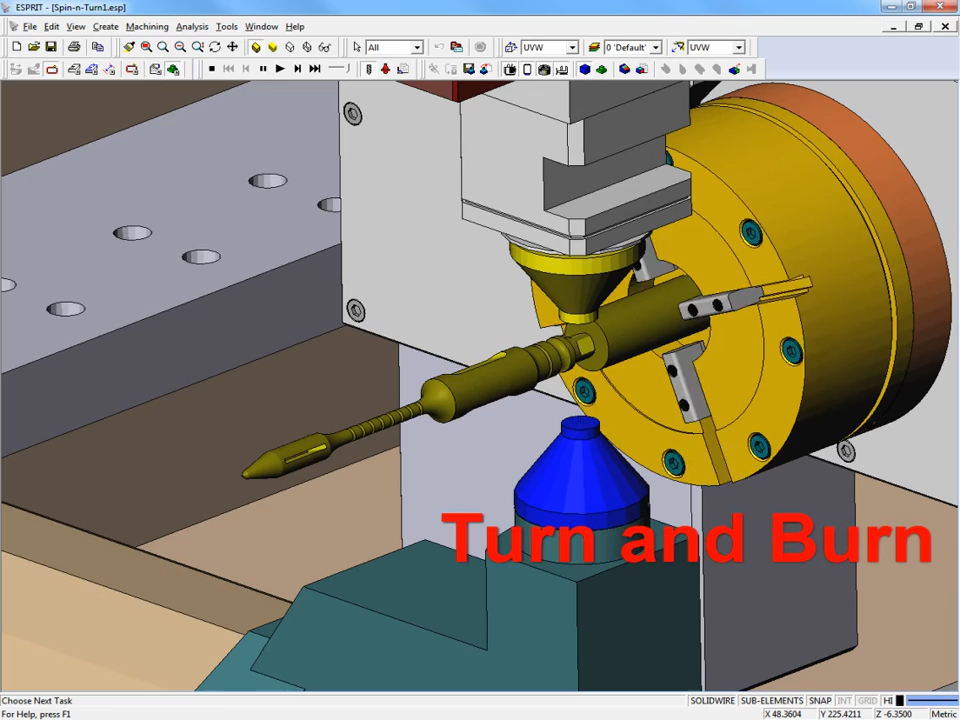 ESPRIT - [Spin-n-Turn1.esp]
File Edit View Create Machining Analysis Tools Window Help
All UVW 0 'Default' UVW
Turn and Burn
Choose Next Task SOLIDWIRE SUB-ELEMENTS SNAP INT GRID HI
For Help, press F1 X 48.3604 Y 225.4211 Z -6.3500 Metric